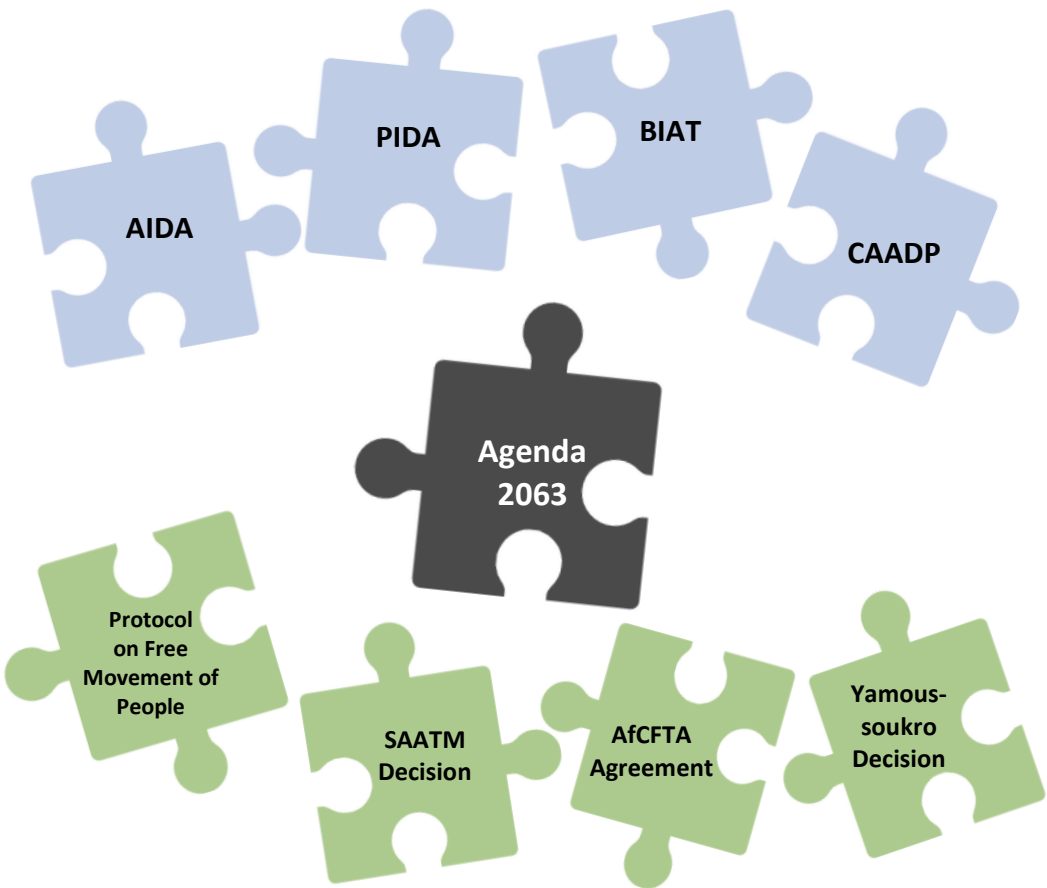 AIDA
PIDA
BIAT
CAADP
Agenda
2063
Protocol
on Free
Movement of
People
SAATM
Decision
AfCFTA
Agreement
Yamous-
soukro
Decision